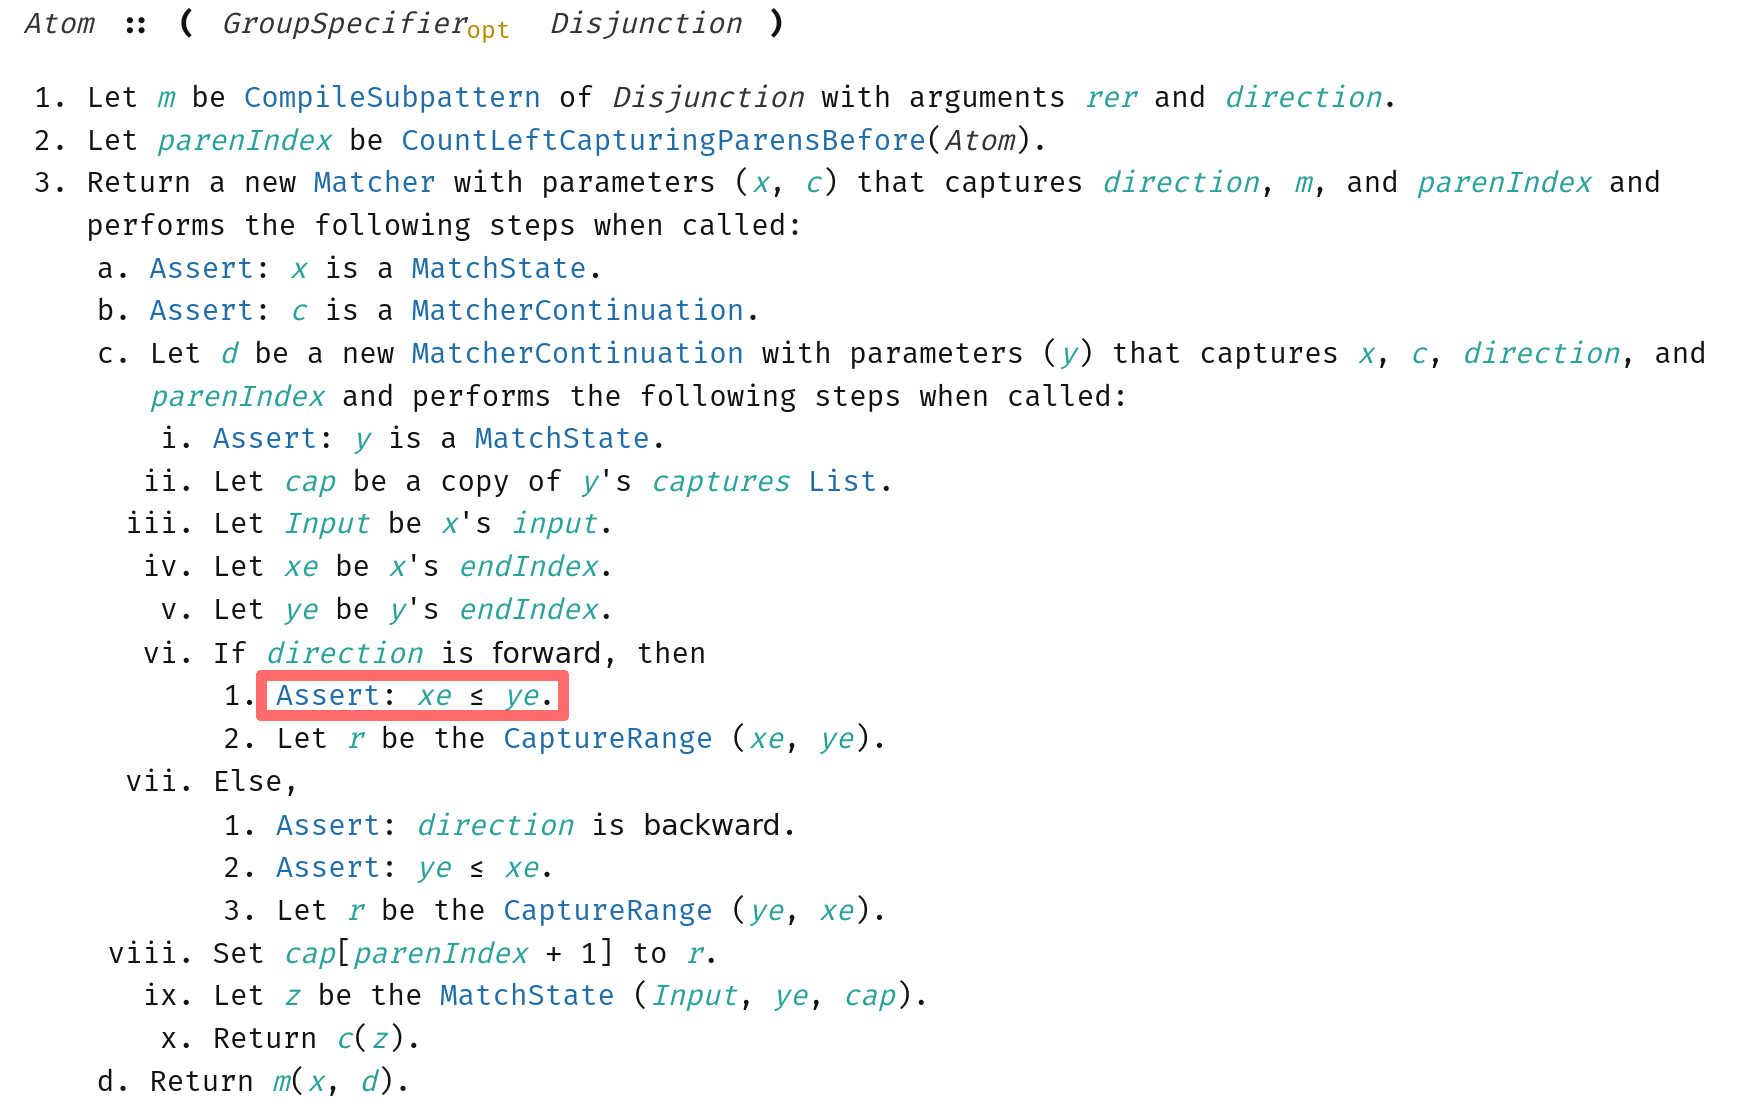 Atom :: ( GroupSpecifieropt Disjunction )
1. Let m be CompileSubpattern of Disjunction with arguments rer and direction.
2. Let parenIndex be CountLeftCapturingParensBefore(Atom).
3. Return a new Matcher with parameters (x, c) that captures direction, m, and parenIndex and
performs the following steps when called:
a. Assert: x is a MatchState.
b. Assert: c is a MatcherContinuation.
c. Let d be a new MatcherContinuation with parameters (y) that captures x, c, direction, and
parenIndex and performs the following steps when called:
i. Assert: y is a MatchState.
ii. Let cap be a copy of y's captures List.
iii. Let Input be x's input.
iv. Let xe be x's endIndex.
v. Let ye be y's endIndex.
vi. If direction is forward, then
1. Assert: xe ≤ ye.
2. Let r be the CaptureRange (xe, ye).
vii. Else,
1. Assert: direction is backward.
2. Assert: ye ≤ xe.
3. Let r be the CaptureRange (ye, xe).
viii. Set cap[parenIndex + 1] to r.
ix. Let z be the MatchState (Input, ye, cap).
x. Return c(z).
d. Return m(x, d).